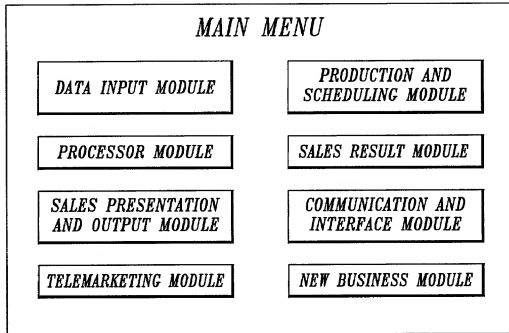 MAIN MENU
DATA INPUT MODULE
PRODUCTION AND
SCHEDULING MODULE
PROCESSOR MODULE
SALES RESULT MODULE
SALES PRESENTATION
AND OUTPUT MODULE
COMMUNICATION AND
INTERFACE MODULE
TELEMARKETING MODULE
NEW BUSINESS MODULE